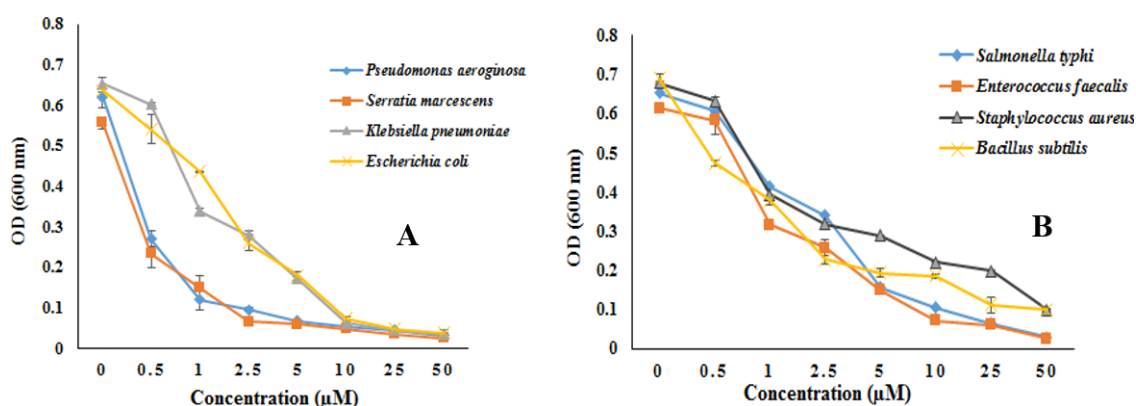 0.8
0.7
0.6
0.5
0.4
0.3
0.2
0.1
0
OD (600 nm)
Pseudomonas aeroginosa
Serratia marcescens
Klebsiella pneumoniae
Escherichia coli
A
0 0.5 1 2.5 5 10 25 50
Concentration (µM)
0.8
0.7
0.6
0.5
0.4
0.3
0.2
0.1
0
OD (600 nm)
Salmonella typhi
Enterococcus faecalis
Staphylococcus aureus
Bacillus subtilis
B
0 0.5 1 2.5 5 10 25 50
Concentration (µM)